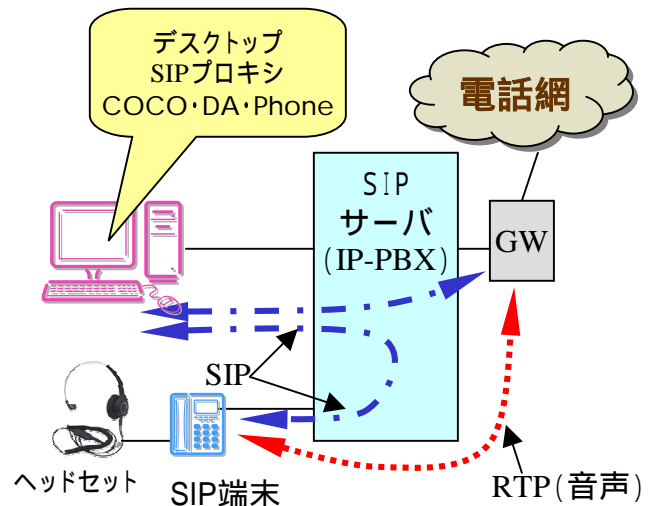 デスクトップ
SIPプロキシ
COCO・DA・Phone
電話網
SIP
サーバ
(IP-PBX)
GW
SIP
ヘッドセット
SIP端末
RTP(音声)